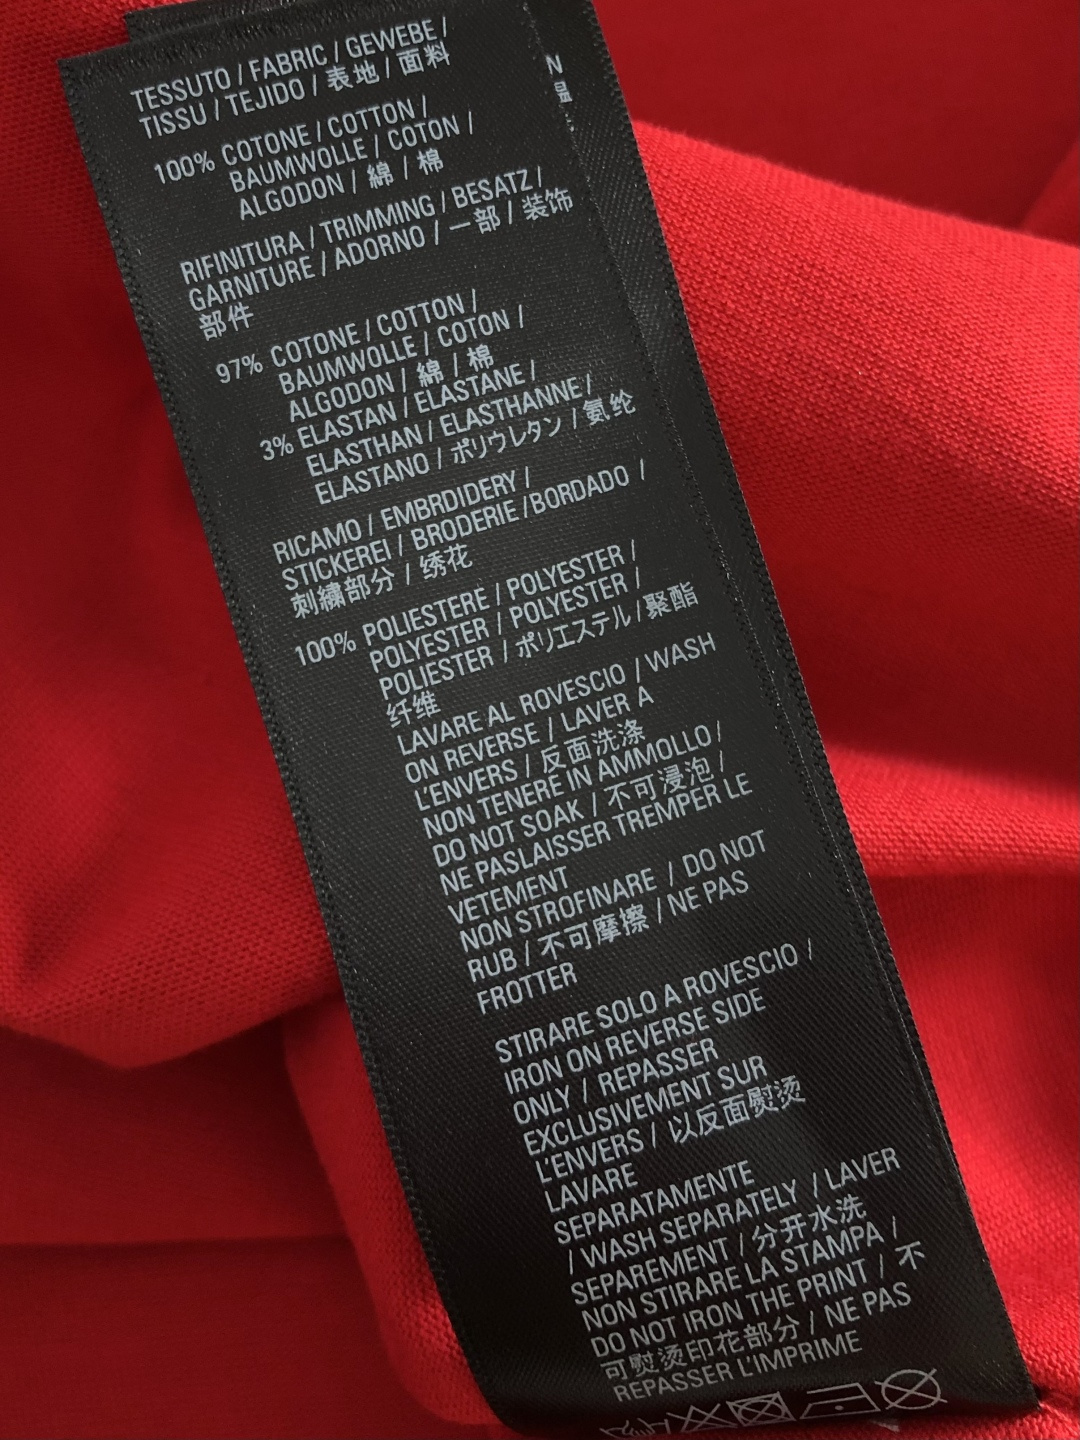 TESSUTO / FABRIC / GEWEBE /
TISSU / TEJIDO / 表地 / 面料
100% COTONE / COTTON /
BAUMWOLLE / COTON /
ALGODON / 綿 / 棉
RIFINITURA / TRIMMING / BESATZ /
GARNITURE / ADORNO / 一部 / 装饰
部件
97% COTONE / COTTON /
BAUMWOLLE / COTON /
ALGODON / 綿 / 棉
3% ELASTAN / ELASTANE /
ELASTHAN / ELASTHANNE /
ELASTANO / ポリウレタン / 氨纶
RICAMO / EMBRDIDERY /
STICKEREI / BRODERIE /BORDADO /
刺繍部分 / 绣花
100% POLIESTERE / POLYESTER /
POLYESTER / POLYESTER /
POLIESTER / ポリエステル / 聚酯
纤维
LAVARE AL ROVESCIO / WASH
ON REVERSE / LAVER A
L'ENVERS / 反面洗涤
NON TENERE IN AMMOLLO /
DO NOT SOAK / 不可浸泡 /
NE PASLAISSER TREMPER LE
VETEMENT
NON STROFINARE / DO NOT
RUB / 不可摩擦 / NE PAS
FROTTER
STIRARE SOLO A ROVESCIO /
IRON ON REVERSE SIDE
ONLY / REPASSER
EXCLUSIVEMENT SUR
L'ENVERS / 以反面熨烫
LAVARE
SEPARATAMENTE
/ WASH SEPARATELY / LAVER
SEPAREMENT / 分开水洗
NON STIRARE LA STAMPA /
DO NOT IRON THE PRINT / 不
可熨烫印花部分 / NE PAS
REPASSER L'IMPRIME
N